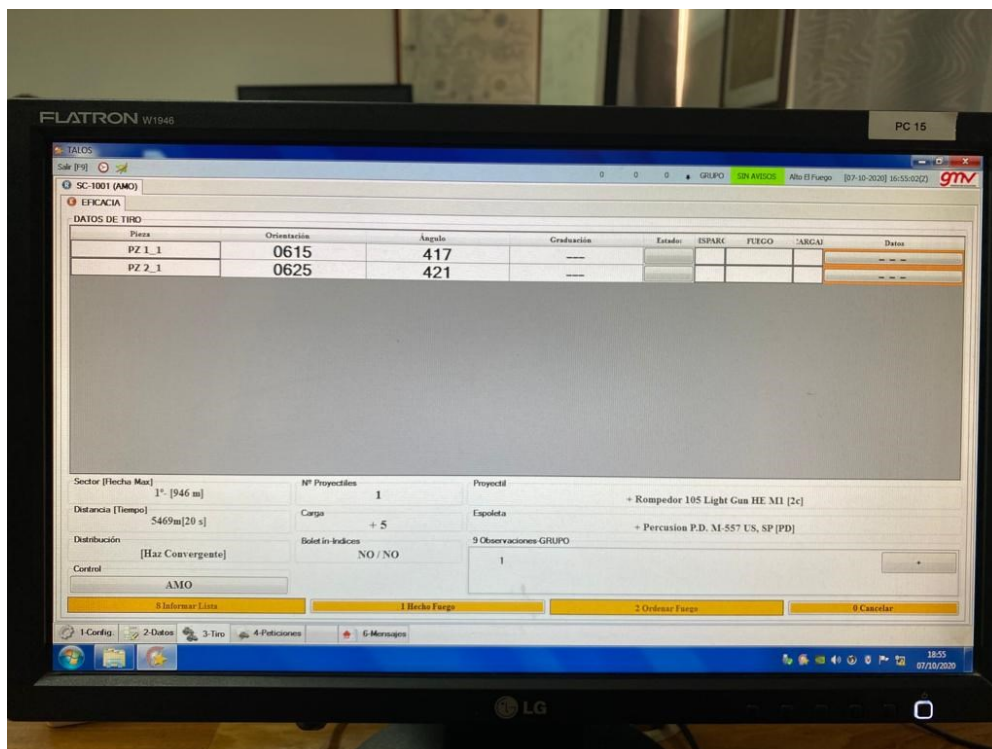 FLATRON W1946
PC 15
TALOS
Salir [F9]
0 0 0 GRUPO SIN AVISOS Alto El Fuego [07-10-2020] 16:55:02(Z) gmv
SC-1001 (AMO)
EFICACIA
DATOS DE TIRO
Pieza Orientación Ángulo Graduación Estado: ESPARC FUEGO CARGAI Datos
PZ 1_1 0615 417 --- - - -
PZ 2_1 0625 421 --- - - -
Sector [Flecha Max] Nº Proyectiles Proyectil
1º- [946 m] 1 + Rompedor 105 Light Gun HE M1 [2c]
Distancia [Tiempo] Carga Espoleta
5469m[20 s] + 5 + Percusion P.D. M-557 US, SP [PD]
Distribución Boletin-Indices 9 Observaciones-GRUPO
[Haz Convergente] NO / NO 1
Control
AMO
8 Informar Lista 1 Hecho Fuego 2 Ordenar Fuego 0 Cancelar
1-Config. 2-Datos 3-Tiro 4-Peticiones 6-Mensajes
18:55
07/10/2020
LG